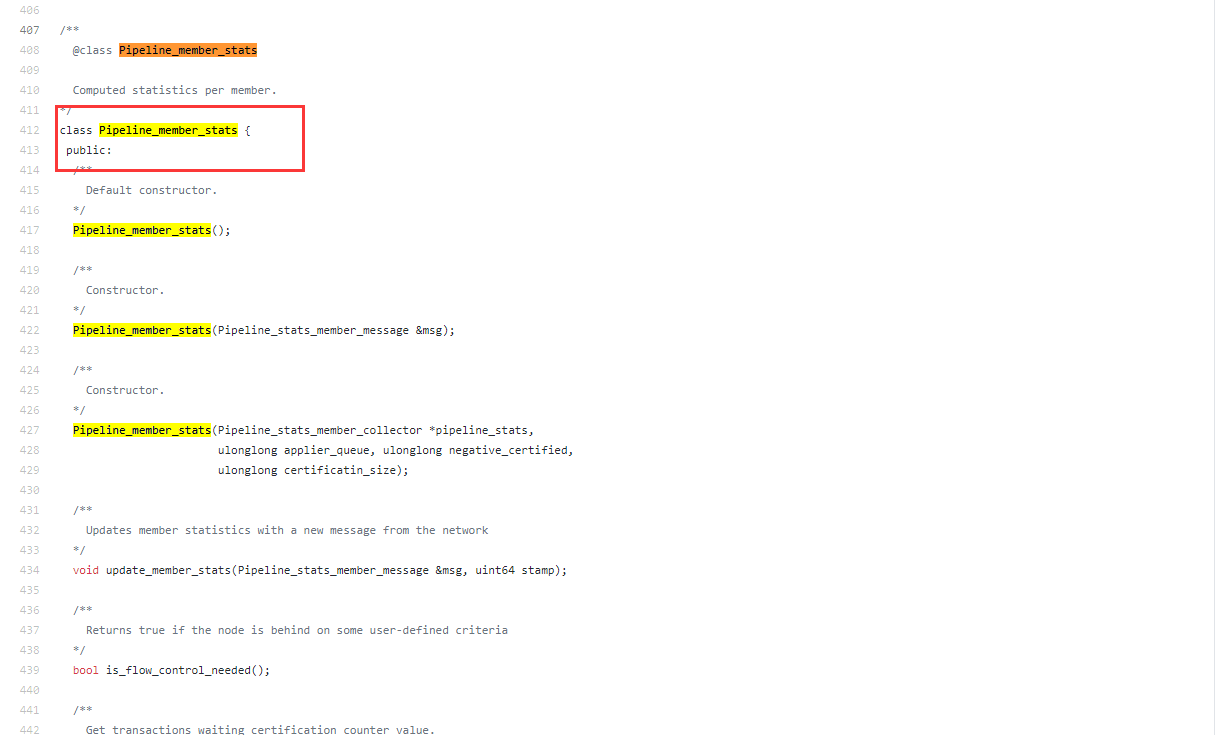 406
407 /**
408 @class Pipeline_member_stats
409
410 Computed statistics per member.
411 */
412 class Pipeline_member_stats {
413 public:
414 /**
415 Default constructor.
416 */
417 Pipeline_member_stats();
418
419 /**
420 Constructor.
421 */
422 Pipeline_member_stats(Pipeline_stats_member_message &msg);
423
424 /**
425 Constructor.
426 */
427 Pipeline_member_stats(Pipeline_stats_member_collector *pipeline_stats,
428 ulonglong applier_queue, ulonglong negative_certified,
429 ulonglong certificatin_size);
430
431 /**
432 Updates member statistics with a new message from the network
433 */
434 void update_member_stats(Pipeline_stats_member_message &msg, uint64 stamp);
435
436 /**
437 Returns true if the node is behind on some user-defined criteria
438 */
439 bool is_flow_control_needed();
440
441 /**
442 Get transactions waiting certification counter value.